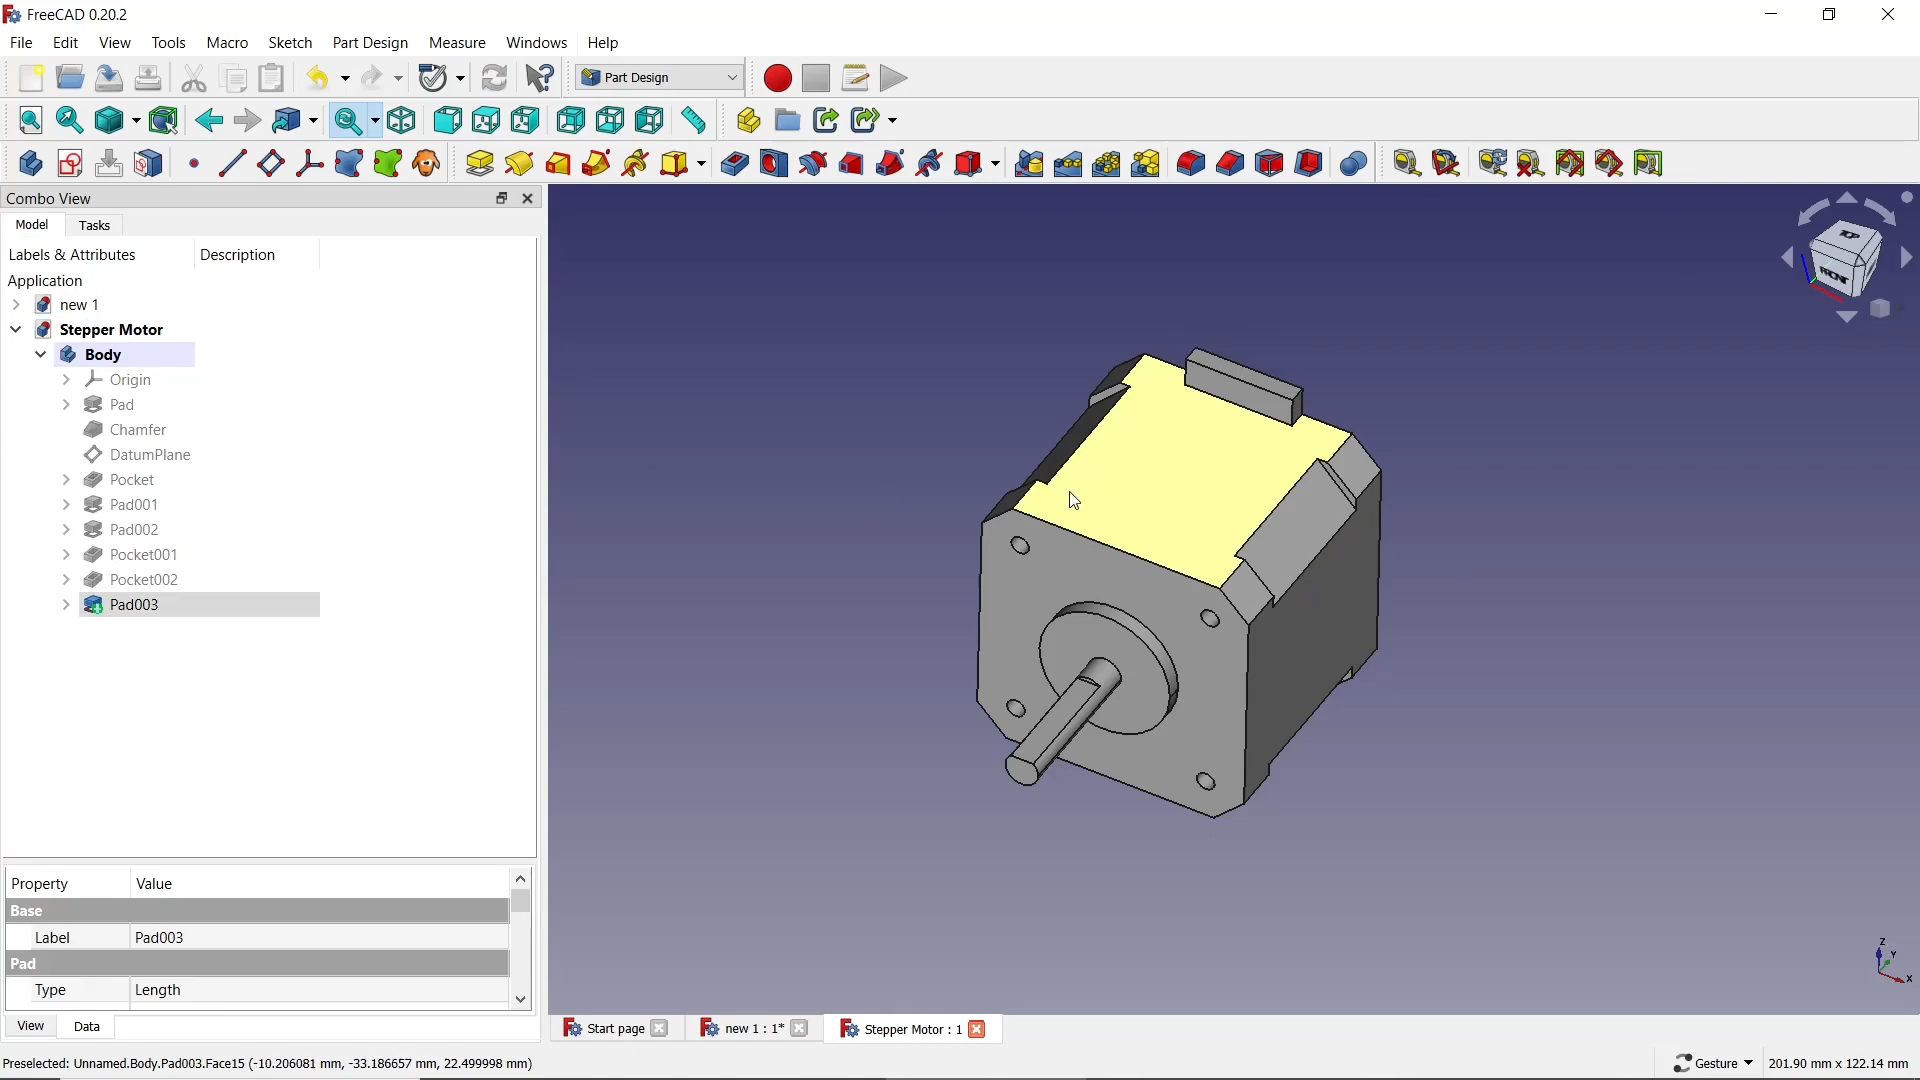 FreeCAD 0.20.2
File Edit View Tools Macro Sketch Part Design Measure Windows Help
Part Design
Combo View
Model Tasks
Labels & Attributes Description
Application
new 1
Stepper Motor
Body
Origin
Pad
Chamfer
DatumPlane
Pocket
Pad001
Pad002
Pocket001
Pocket002
Pad003
TOP
FRONT
Property Value
Base
Label Pad003
Pad
Type Length
View Data
Z
Y
X
Start page new 1 : 1* Stepper Motor : 1
Preselected: Unnamed.Body.Pad003.Face15 (-10.206081 mm, -33.186657 mm, 22.499998 mm) Gesture 201.90 mm x 122.14 mm